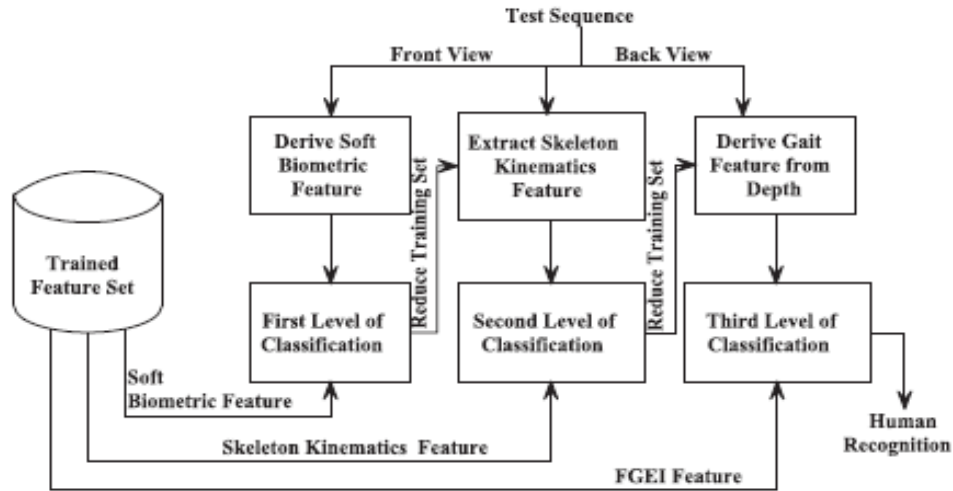 Test Sequence
Front View
Back View
Derive Soft
Biometric
Feature
Reduce Training Set
Extract Skeleton
Kinematics
Feature
Reduce Training Set
Derive Gait
Feature from
Depth
Trained
Feature Set
First Level of
Classification
Second Level of
Classification
Third Level of
Classification
Soft
Biometric Feature
Skeleton Kinematics Feature
FGEI Feature
Human
Recognition